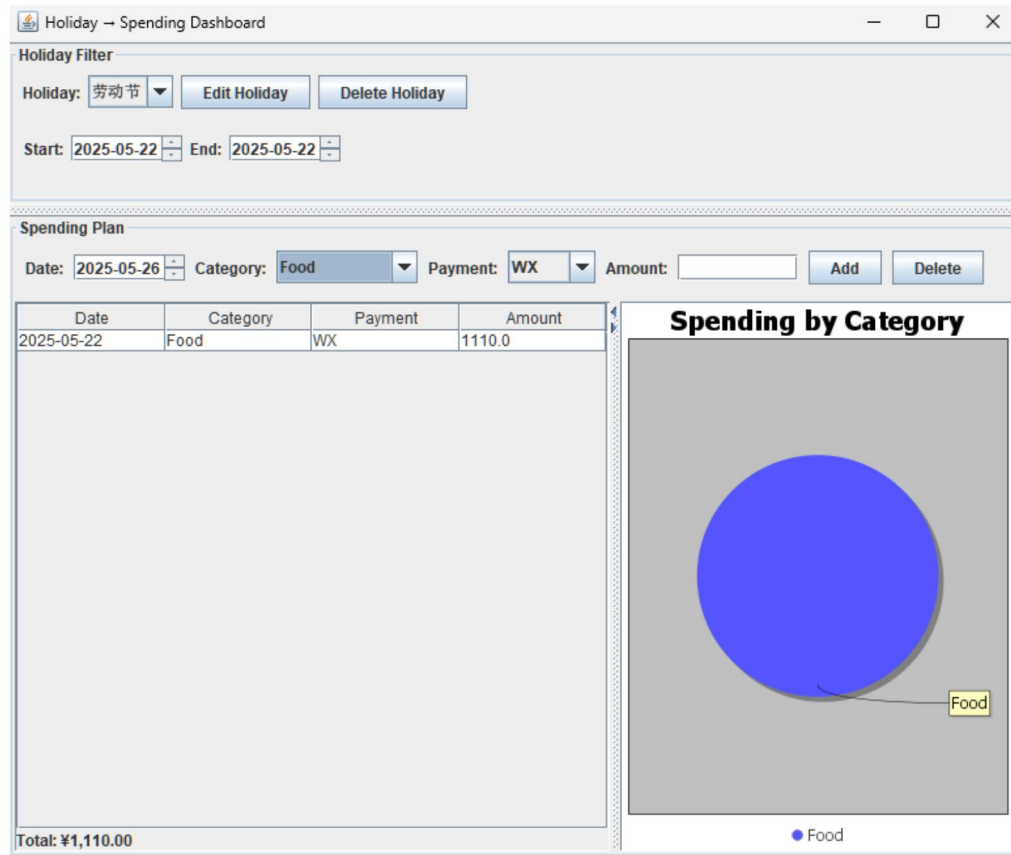 Holiday → Spending Dashboard
Holiday Filter
Holiday: 劳动节 Edit Holiday Delete Holiday
Start: 2025-05-22 End: 2025-05-22
Spending Plan
Date: 2025-05-26 Category: Food Payment: WX Amount: Add Delete
Date Category Payment Amount
2025-05-22 Food WX 1110.0
Total: ¥1,110.00
Spending by Category
Food
Food